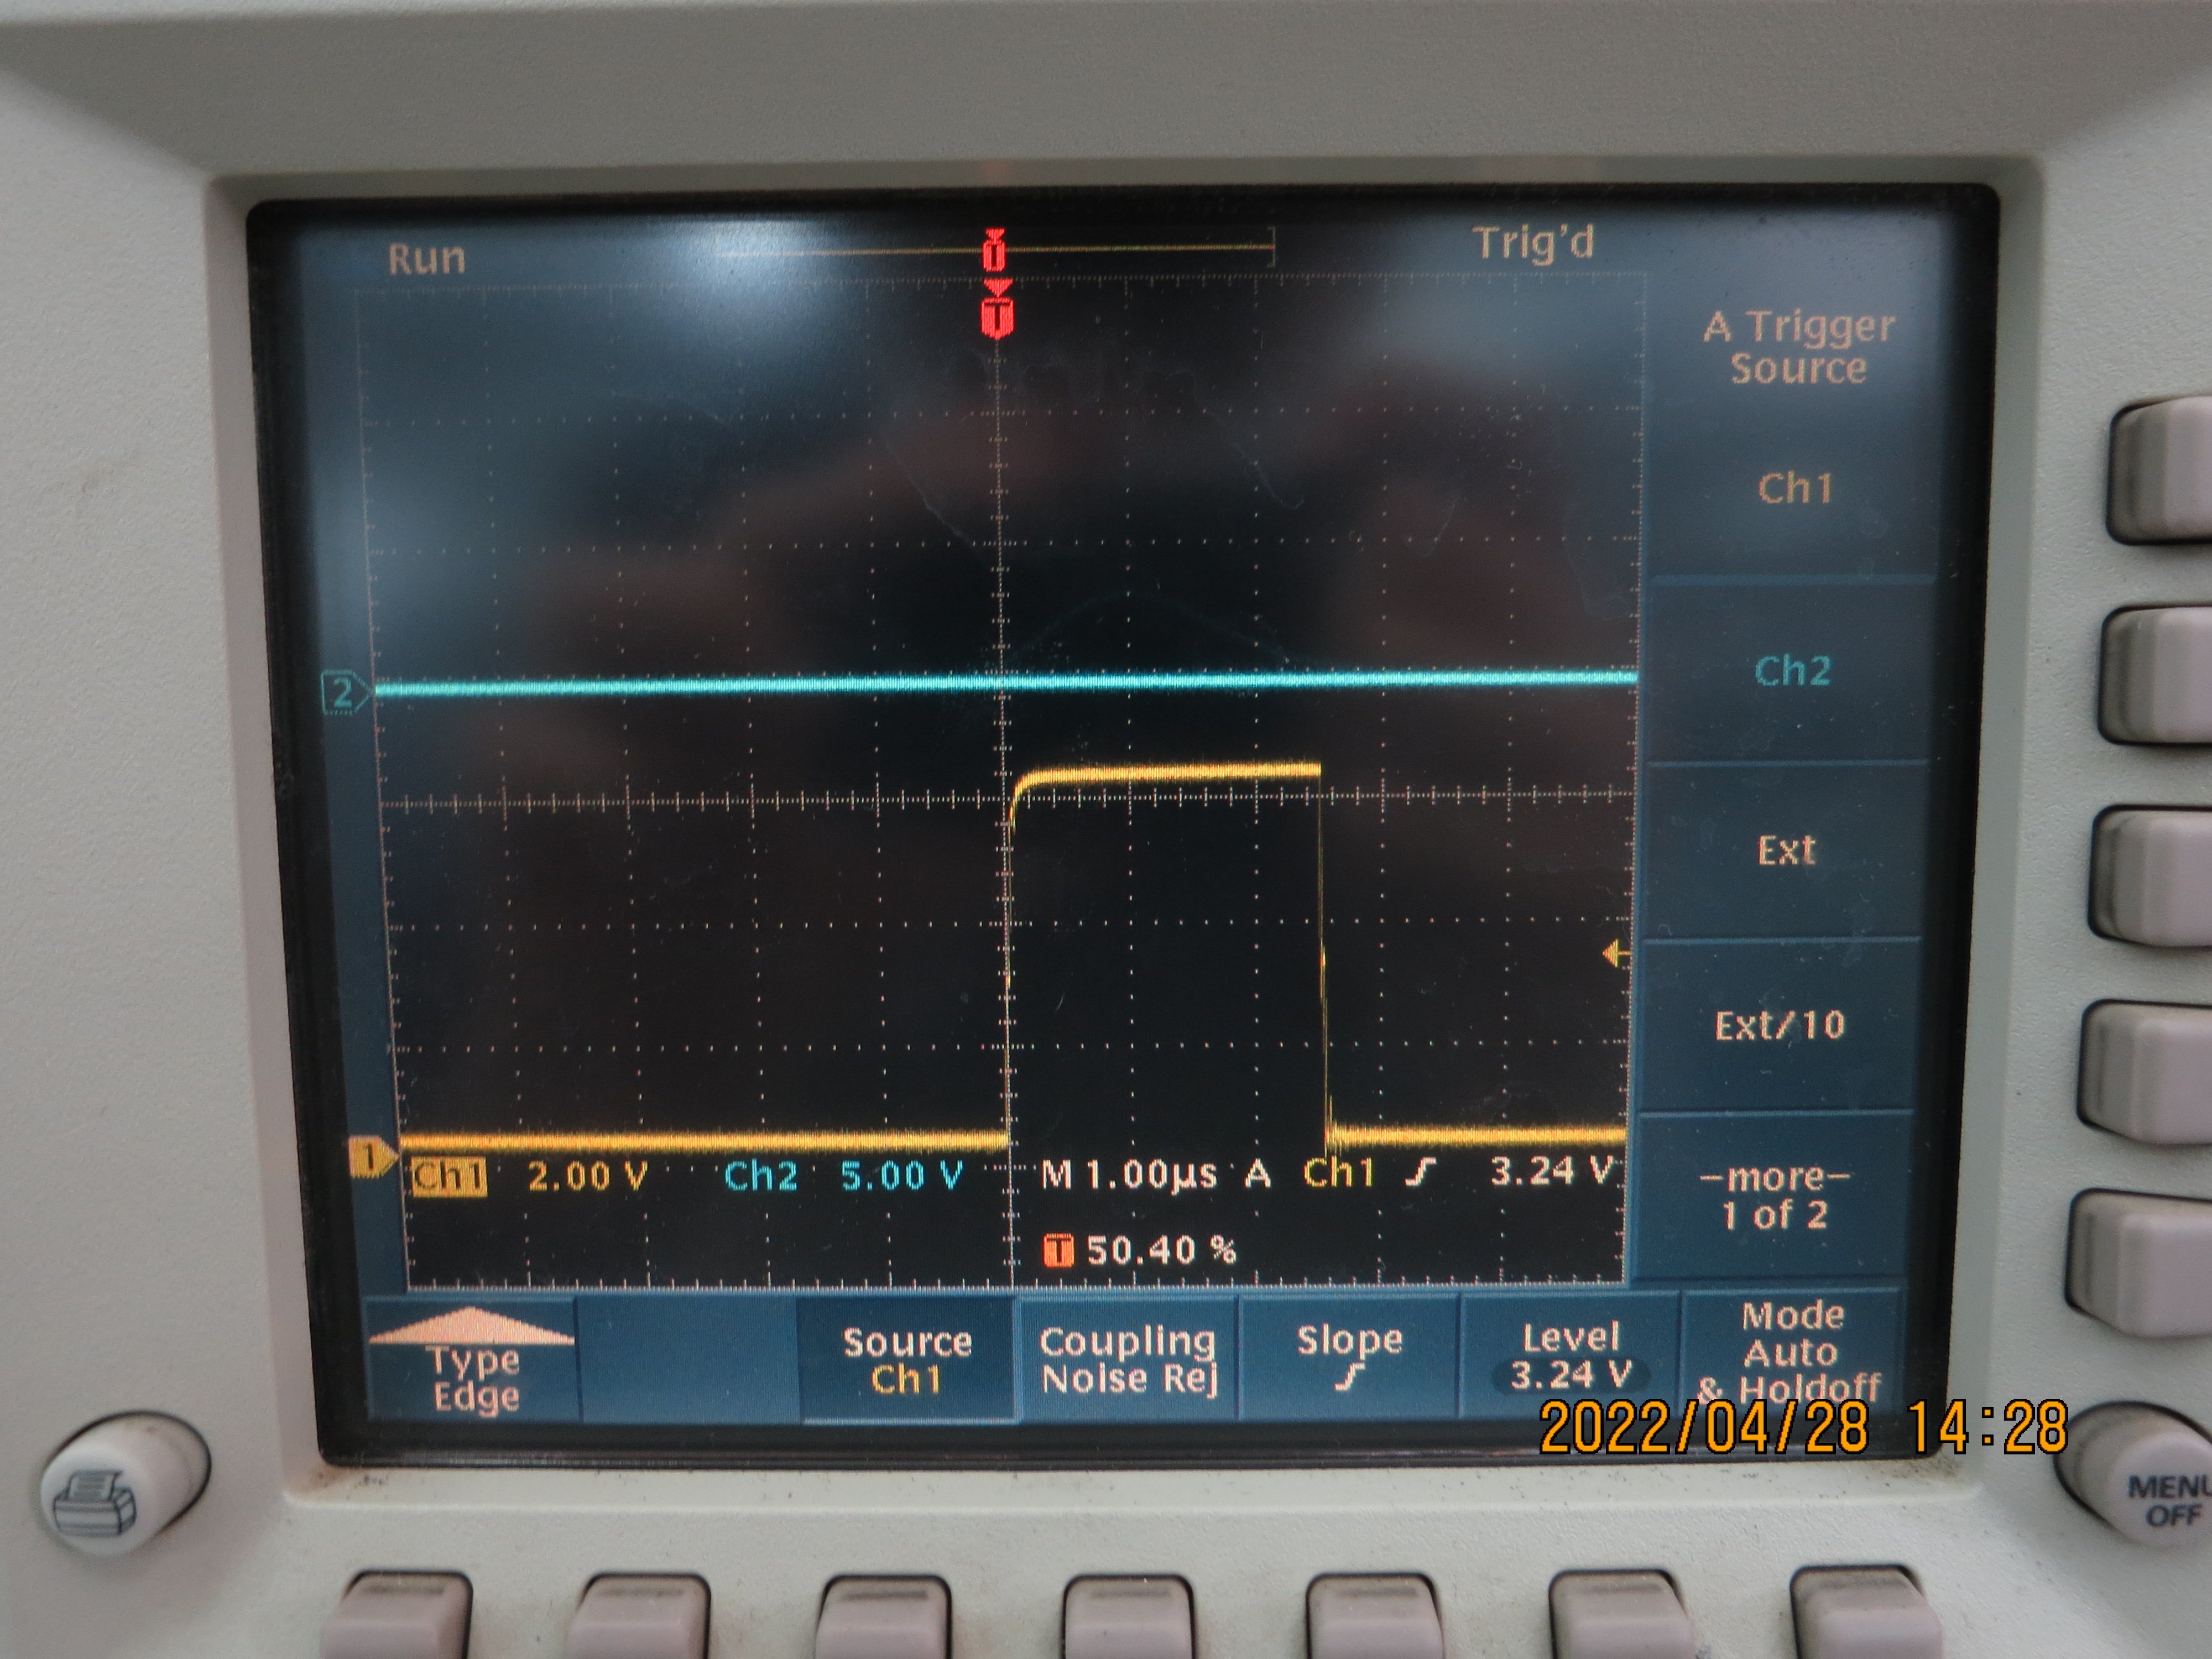 Run
Trig'd
T
A Trigger
Source
Ch1
Ch2
2
Ext
Ext/10
1
Ch1 2.00 V Ch2 5.00 V M 1.00µs A Ch1 3.24 V
T 50.40 %
-more-
1 of 2
Type
Edge
Source
Ch1
Coupling
Noise Rej
Slope
Level
3.24 V
Mode
Auto
& Holdoff
2022/04/28 14:28
MENU
OFF